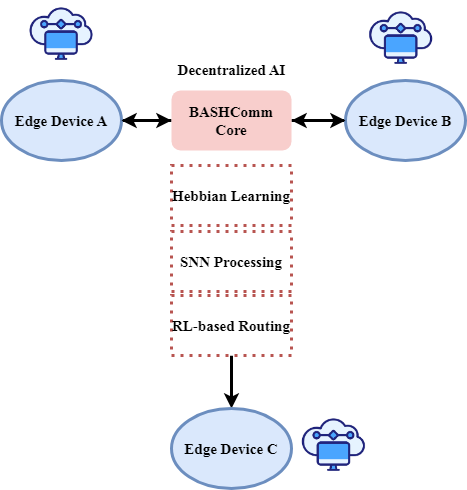 Decentralized AI
Edge Device A
BASHComm
Core
Edge Device B
Hebbian Learning
SNN Processing
RL-based Routing
Edge Device C